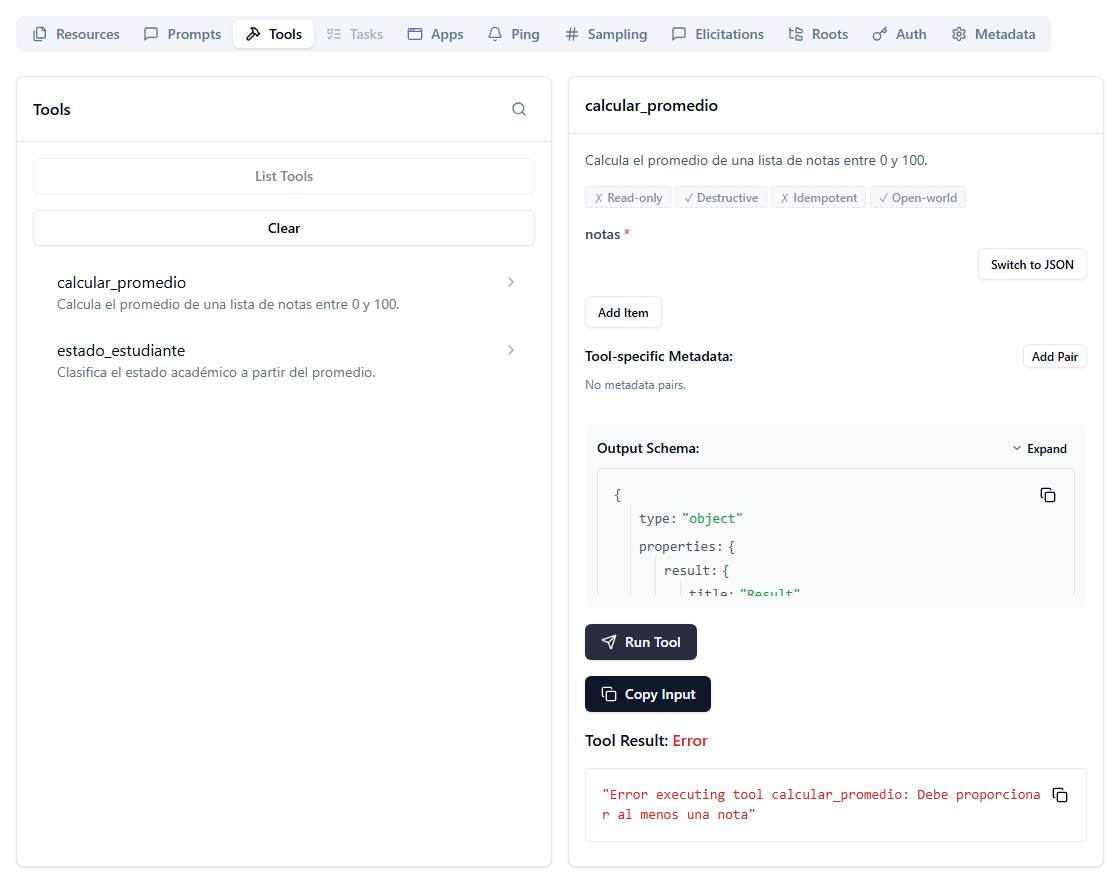 Resources Prompts Tools Tasks Apps Ping Sampling Elicitations Roots Auth Metadata
Tools
List Tools
Clear
calcular_promedio
Calcula el promedio de una lista de notas entre 0 y 100.
estado_estudiante
Clasifica el estado académico a partir del promedio.
calcular_promedio
Calcula el promedio de una lista de notas entre 0 y 100.
✗ Read-only ✓ Destructive ✗ Idempotent ✓ Open-world
notas *
Switch to JSON
Add Item
Tool-specific Metadata: Add Pair
No metadata pairs.
Output Schema: Expand
{
type: "object"
properties: {
result: {
title: "Result"
Run Tool
Copy Input
Tool Result: Error
"Error executing tool calcular_promedio: Debe proporciona
r al menos una nota"